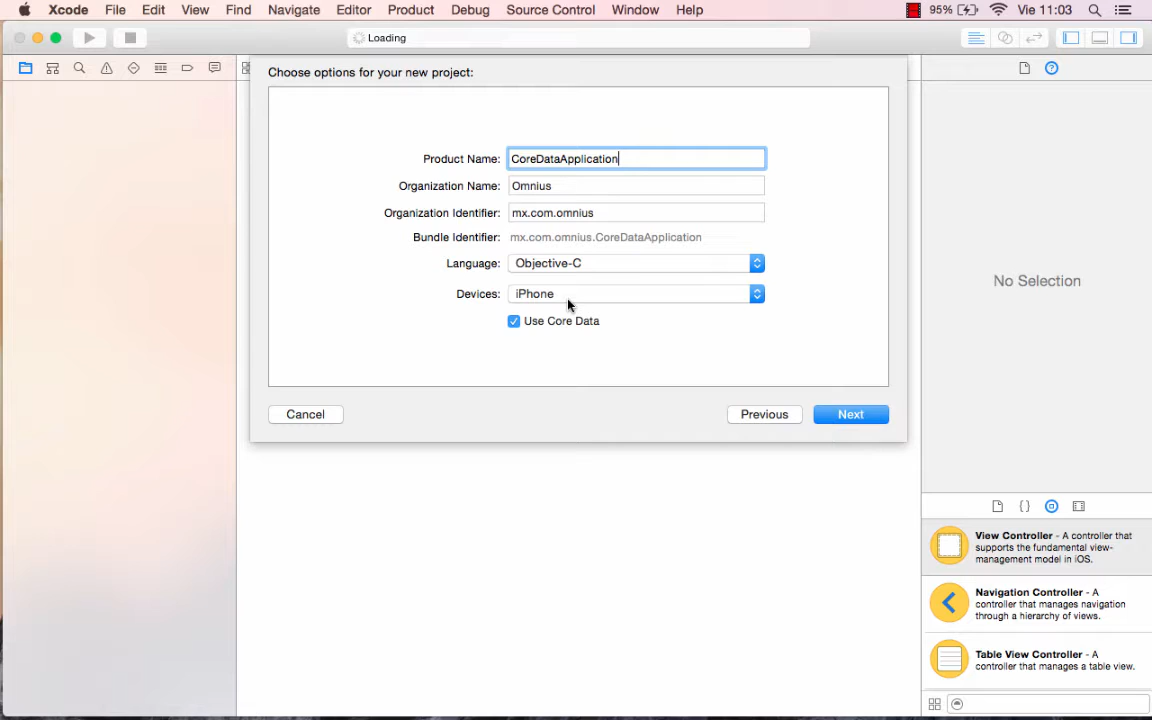 Xcode File Edit View Find Navigate Editor Product Debug Source Control Window Help 95% Vie 11:03
Loading
Choose options for your new project:
Product Name: CoreDataApplication
Organization Name: Omnius
Organization Identifier: mx.com.omnius
Bundle Identifier: mx.com.omnius.CoreDataApplication
Language: Objective-C
Devices: iPhone
Use Core Data
Cancel Previous Next
No Selection
View Controller - A controller that
supports the fundamental view-
management model in iOS.
Navigation Controller - A
controller that manages navigation
through a hierarchy of views.
Table View Controller - A
controller that manages a table view.